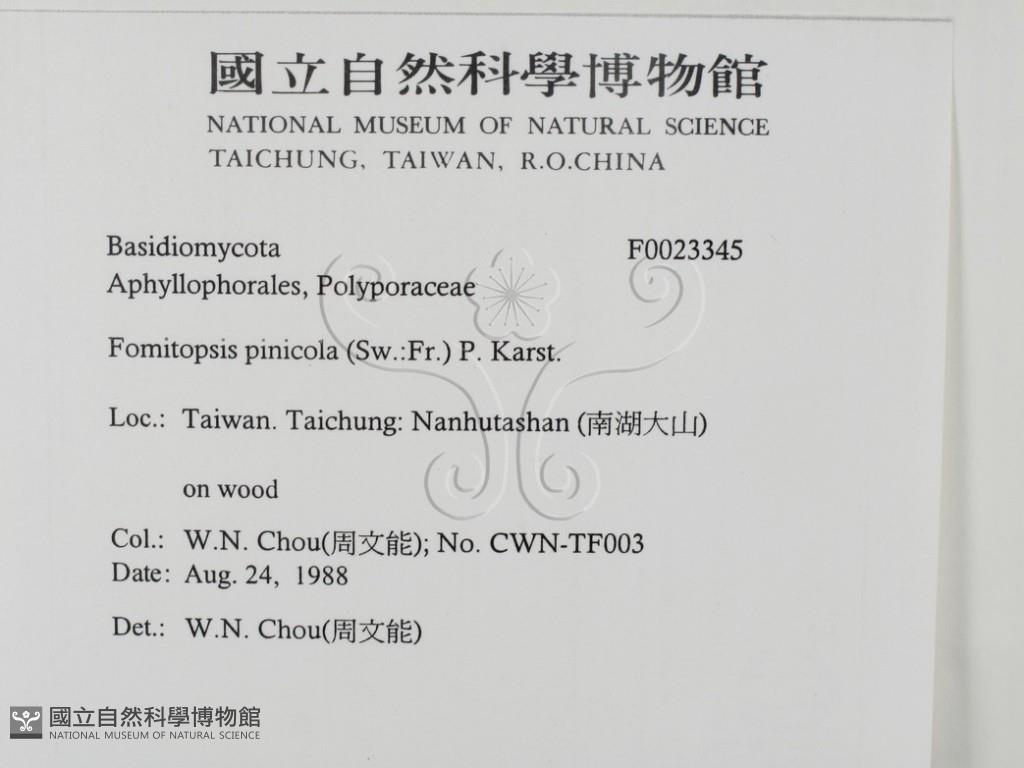 國立自然科學博物館
NATIONAL MUSEUM OF NATURAL SCIENCE
TAICHUNG, TAIWAN, R.O.CHINA
Basidiomycota F0023345
Aphyllophorales, Polyporaceae
Fomitopsis pinicola (Sw.:Fr.) P. Karst.
Loc.: Taiwan. Taichung: Nanhutashan (南湖大山)
on wood
Col.: W.N. Chou(周文能); No. CWN-TF003
Date: Aug. 24, 1988
Det.: W.N. Chou(周文能)
國立自然科學博物館
NATIONAL MUSEUM OF NATURAL SCIENCE